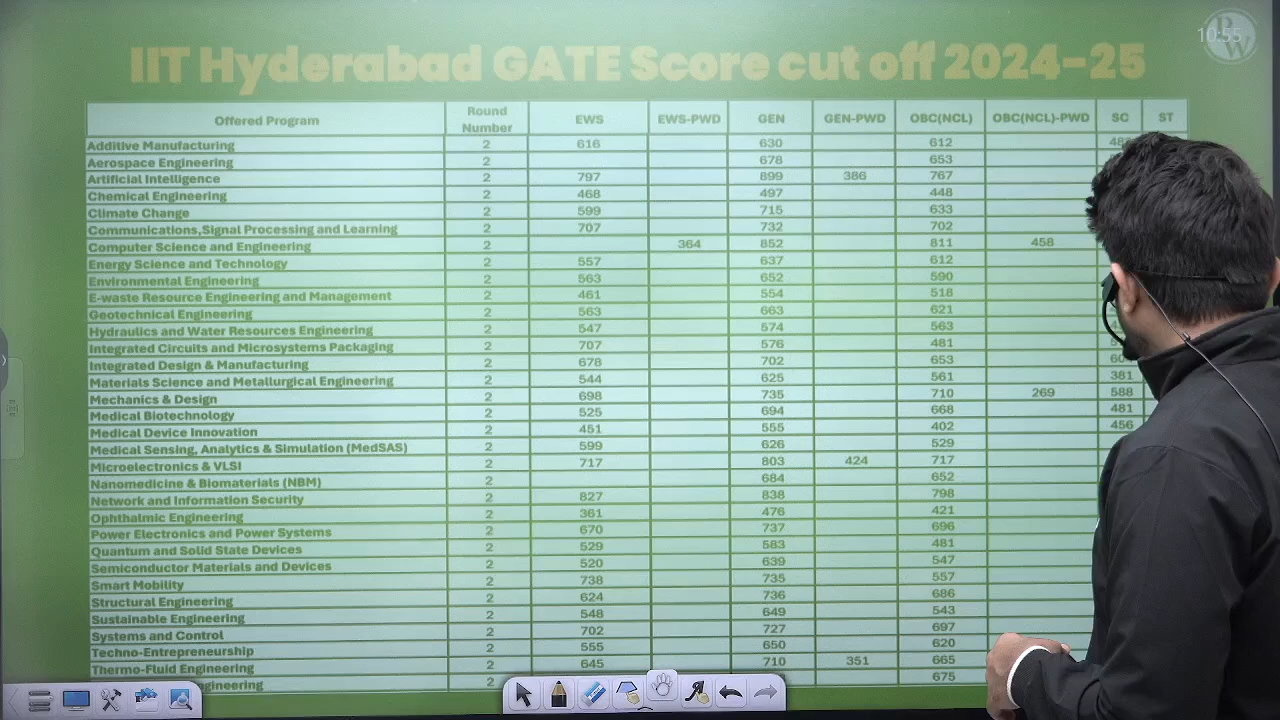 10:55
PW
IIT Hyderabad GATE Score cut off 2024-25
Offered Program Round Number EWS EWS-PWD GEN GEN-PWD OBC(NCL) OBC(NCL)-PWD SC ST
Additive Manufacturing 2 616 630 612
Aerospace Engineering 2 678 653
Artificial Intelligence 2 797 899 386 767
Chemical Engineering 2 468 497 448
Climate Change 2 599 715 633
Communications,Signal Processing and Learning 2 707 732 702
Computer Science and Engineering 2 364 852 811 458
Energy Science and Technology 2 557 637 612
Environmental Engineering 2 563 652 590
E-waste Resource Engineering and Management 2 461 554 518
Geotechnical Engineering 2 563 663 621
Hydraulics and Water Resources Engineering 2 547 574 563
Integrated Circuits and Microsystems Packaging 2 707 576 481
Integrated Design & Manufacturing 2 678 702 653
Materials Science and Metallurgical Engineering 2 544 625 561 381
Mechanics & Design 2 698 735 710 269 588
Medical Biotechnology 2 525 694 668 481
Medical Device Innovation 2 451 555 402 456
Medical Sensing, Analytics & Simulation (MedSAS) 2 599 626 529
Microelectronics & VLSI 2 717 803 424 717
Nanomedicine & Biomaterials (NBM) 2 684 652
Network and Information Security 2 827 838 798
Ophthalmic Engineering 2 361 476 421
Power Electronics and Power Systems 2 670 737 696
Quantum and Solid State Devices 2 529 583 481
Semiconductor Materials and Devices 2 520 639 547
Smart Mobility 2 738 735 557
Structural Engineering 2 624 736 686
Sustainable Engineering 2 548 649 543
Systems and Control 2 702 727 697
Techno-Entrepreneurship 2 555 650 620
Thermo-Fluid Engineering 2 645 710 351 665
2 675